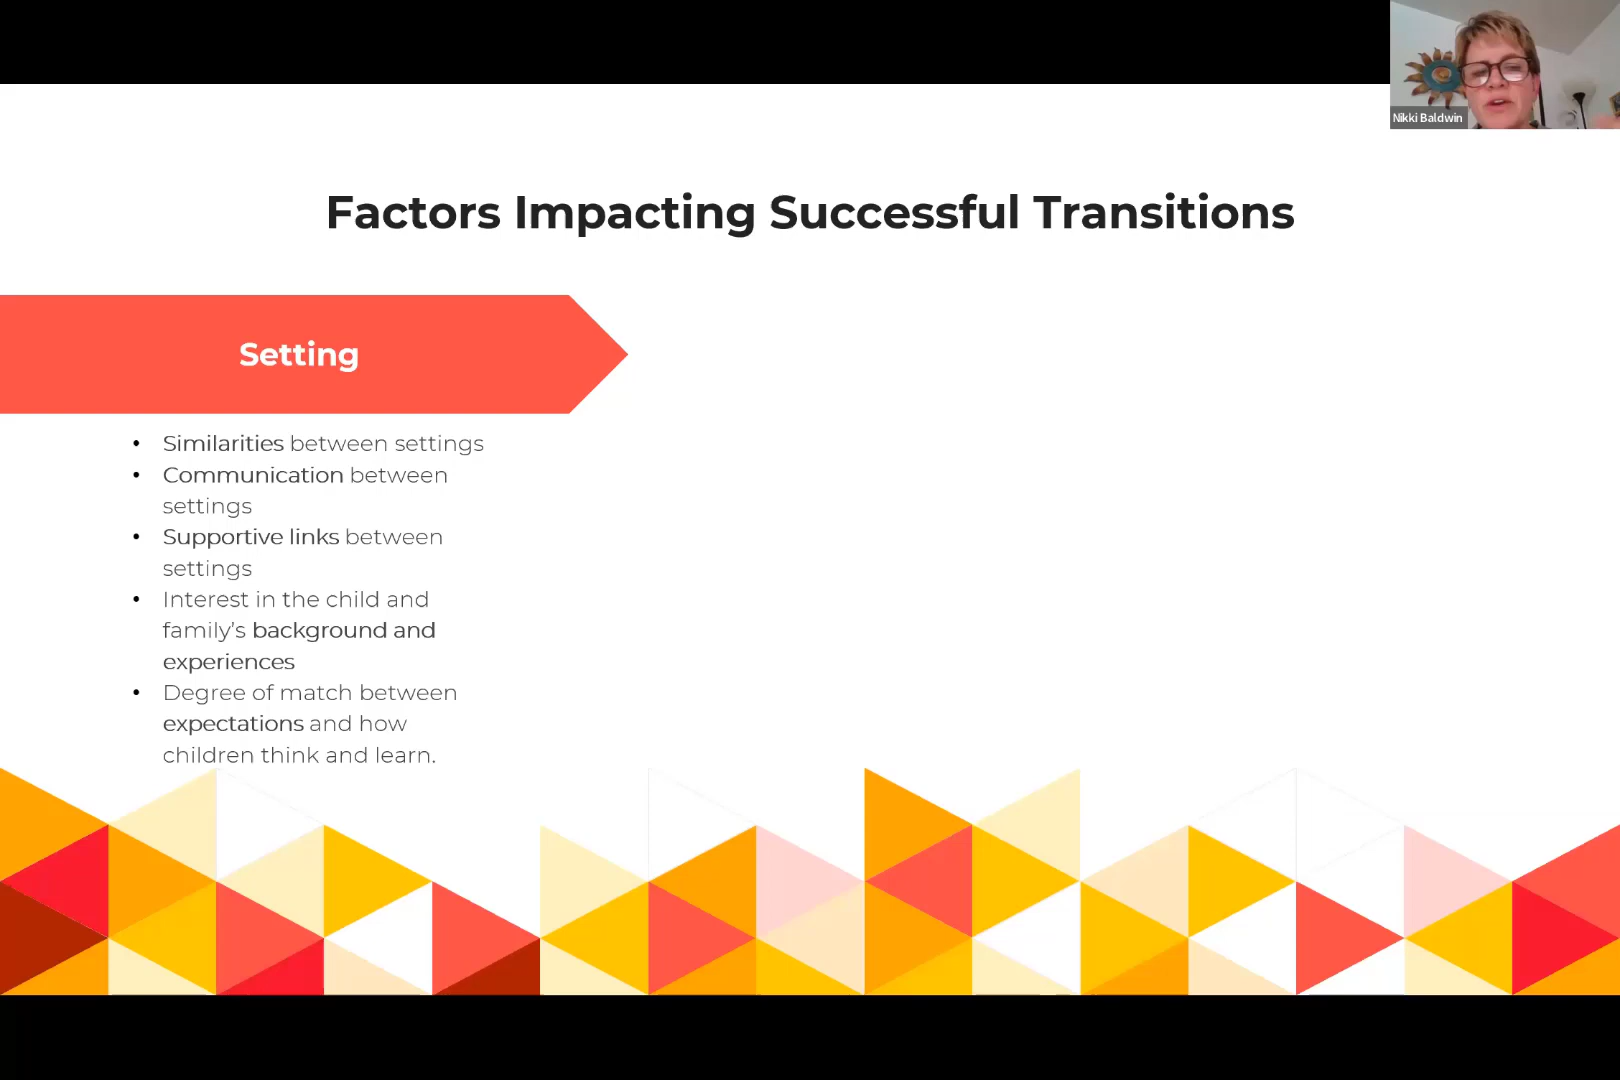 Nikki Baldwin
Factors Impacting Successful Transitions
Setting
• Similarities between settings
• Communication between
settings
• Supportive links between
settings
• Interest in the child and
family's background and
experiences
• Degree of match between
expectations and how
children think and learn.